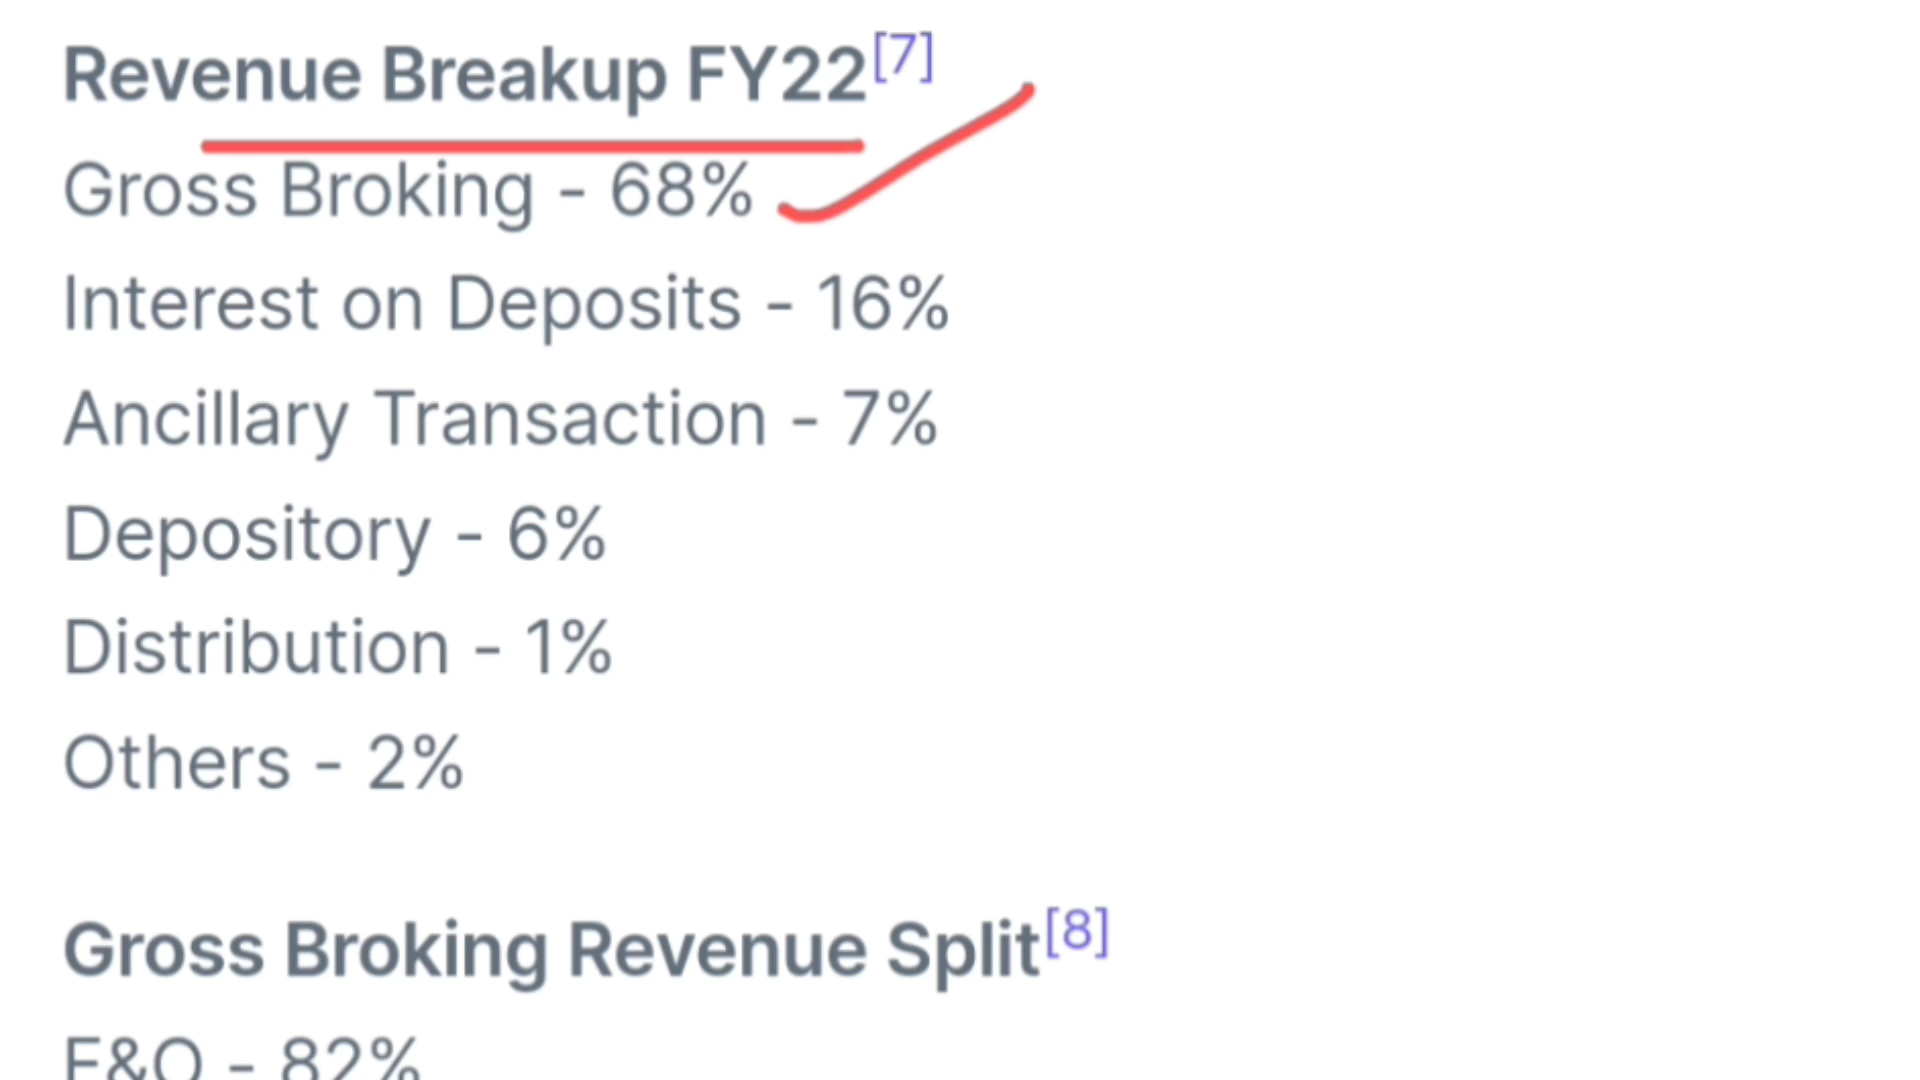 Revenue Breakup FY22[7]
Gross Broking - 68%
Interest on Deposits - 16%
Ancillary Transaction - 7%
Depository - 6%
Distribution - 1%
Others - 2%
Gross Broking Revenue Split[8]
F&O - 82%